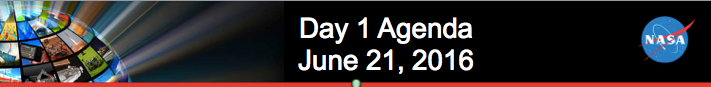 Day 1 Agenda
June 21, 2016
NASA